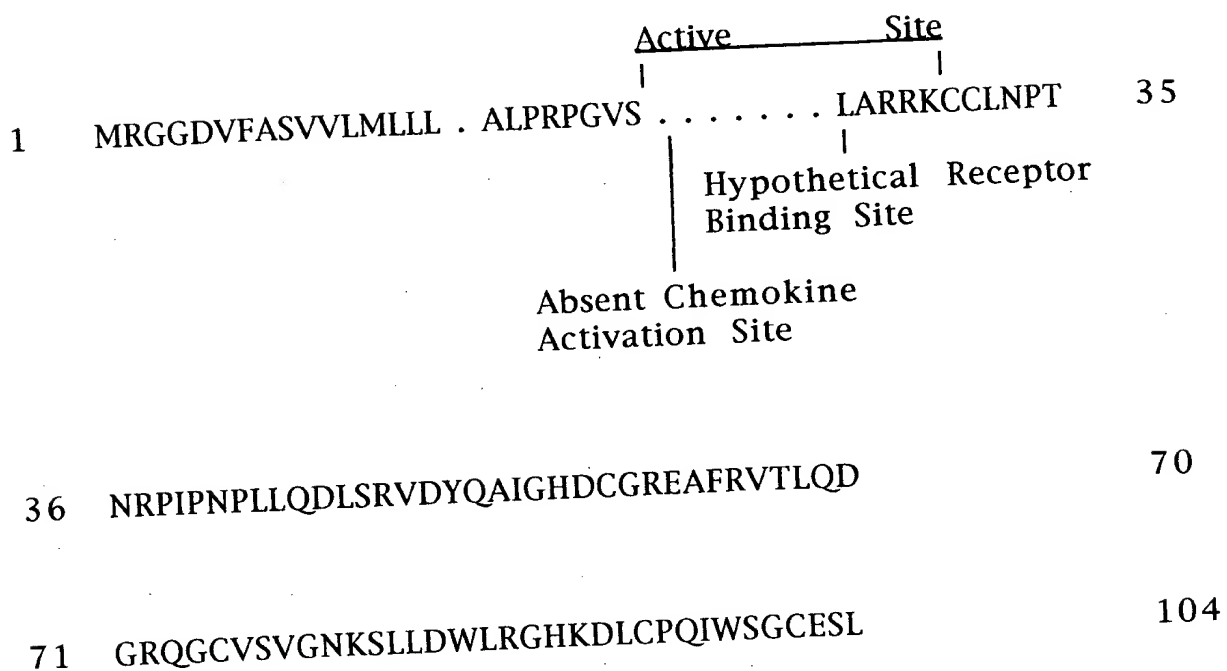 Active Site
1 MRGGDVFASVVLMLLL . ALPRPGVS . . . . . . . LARRKCCLNPT 35
Hypothetical Receptor
Binding Site
Absent Chemokine
Activation Site
36 NRPIPNPLLQDLSRVDYQAIGHDCGREAFRVTLQD 70
71 GRQGCVSVGNKSLLDWLRGHKDLCPQIWSGCESL 104